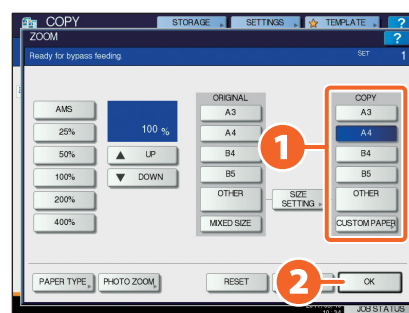 COPY STORAGE SETTINGS TEMPLATE ?
ZOOM ?
Ready for bypass feeding SET 1
ORIGINAL COPY
AMS A3 A3
25% 100 % A4 1 A4
50% UP B4 B4
100% DOWN B5 B5
200% OTHER SIZE SETTING OTHER
400% MIXED SIZE CUSTOM PAPER
PAPER TYPE PHOTO ZOOM RESET 2 OK
JOB STATUS